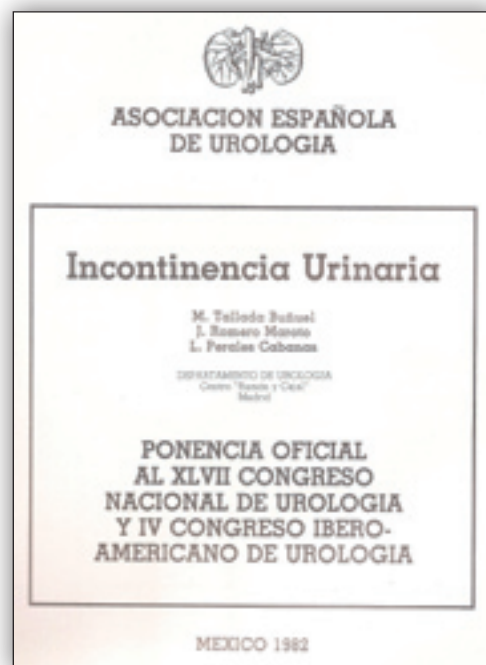 ASOCIACION ESPAÑOLA
DE UROLOGIA
Incontinencia Urinaria
M. Tallada Buñuel
J. Romero Maroto
L. Perales Cabanas
DEPARTAMENTO DE UROLOGIA
Centro "Ramón y Cajal"
Madrid
PONENCIA OFICIAL
AL XLVII CONGRESO
NACIONAL DE UROLOGIA
Y IV CONGRESO IBERO-
AMERICANO DE UROLOGIA
MEXICO 1982